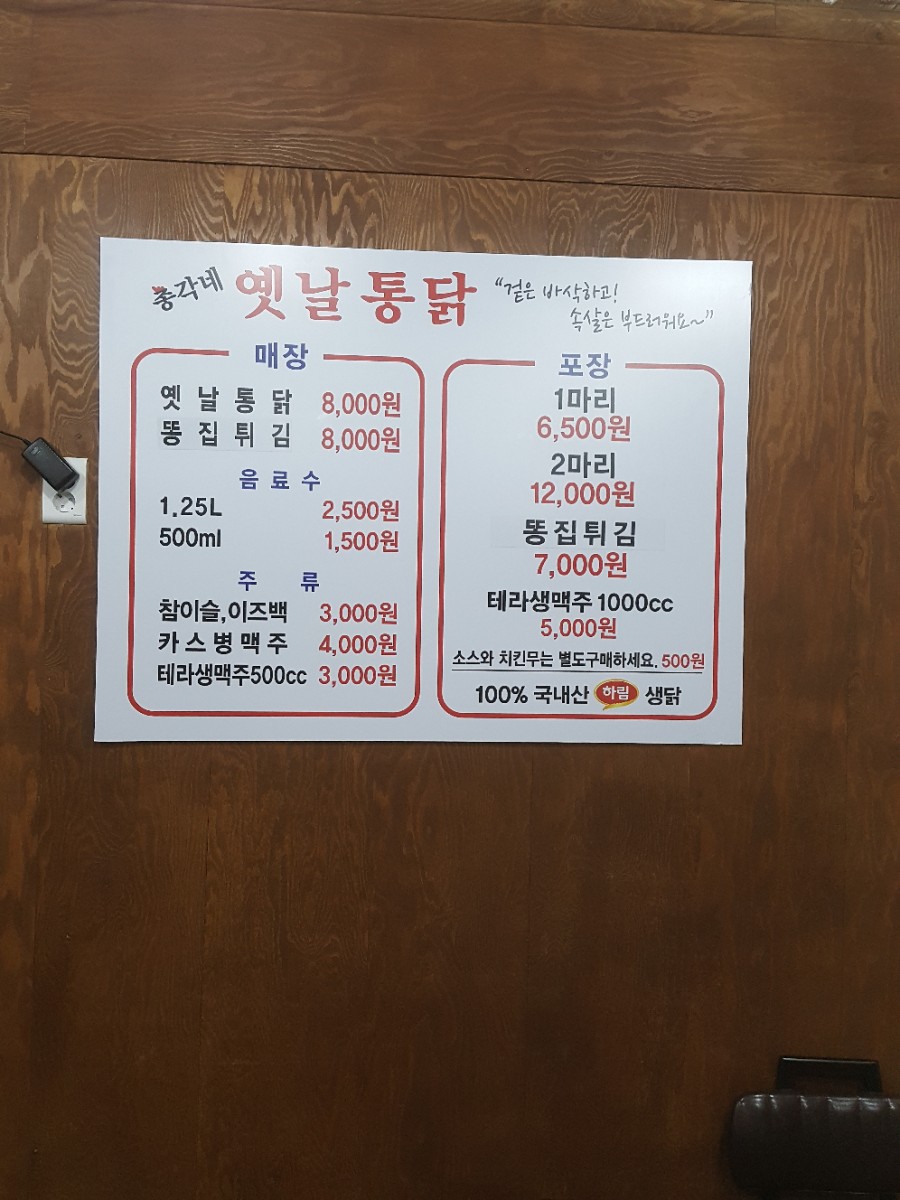 총각네 옛날통닭
“겉은 바삭하고!
속살은 부드러워요~”
매장
옛날통닭 8,000원
똥집튀김 8,000원
음료수
1.25L 2,500원
500ml 1,500원
주류
참이슬,이즈백 3,000원
카스병맥주 4,000원
테라생맥주500cc 3,000원
포장
1마리
6,500원
2마리
12,000원
똥집튀김
7,000원
테라생맥주 1000cc
5,000원
소스와 치킨무는 별도구매하세요. 500원
100% 국내산 하림 생닭